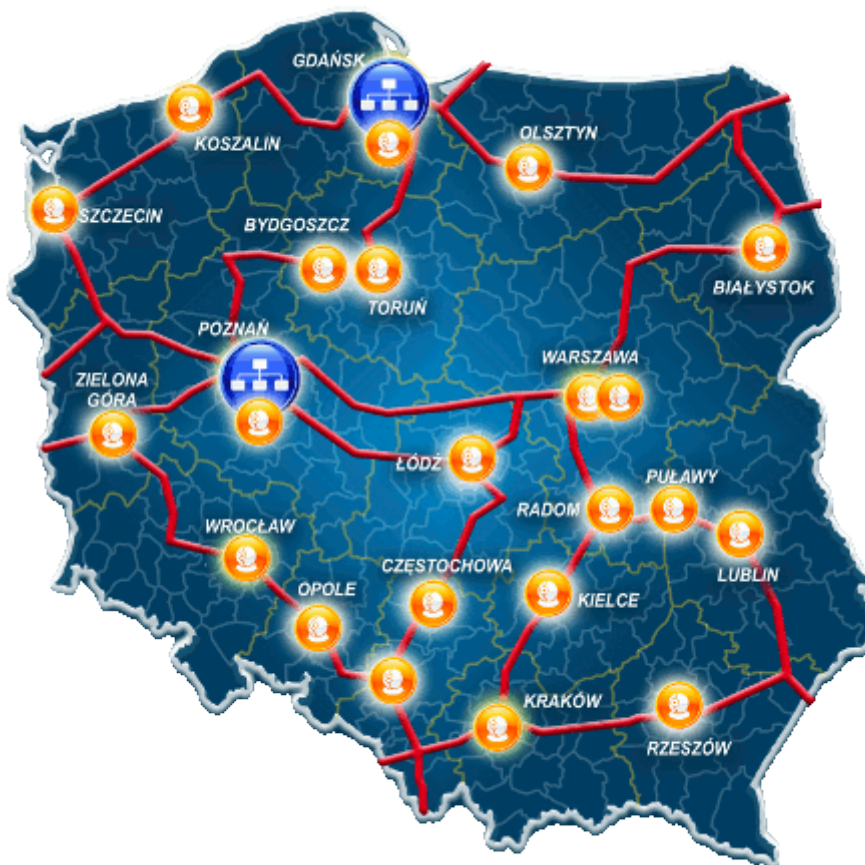 GDAŃSK
KOSZALIN
OLSZTYN
SZCZECIN
BYDGOSZCZ
TORUŃ
BIAŁYSTOK
POZNAŃ
WARSZAWA
ZIELONA
GÓRA
ŁÓDŹ
PUŁAWY
RADOM
WROCŁAW
CZĘSTOCHOWA
LUBLIN
OPOLE
KIELCE
KRAKÓW
RZESZÓW